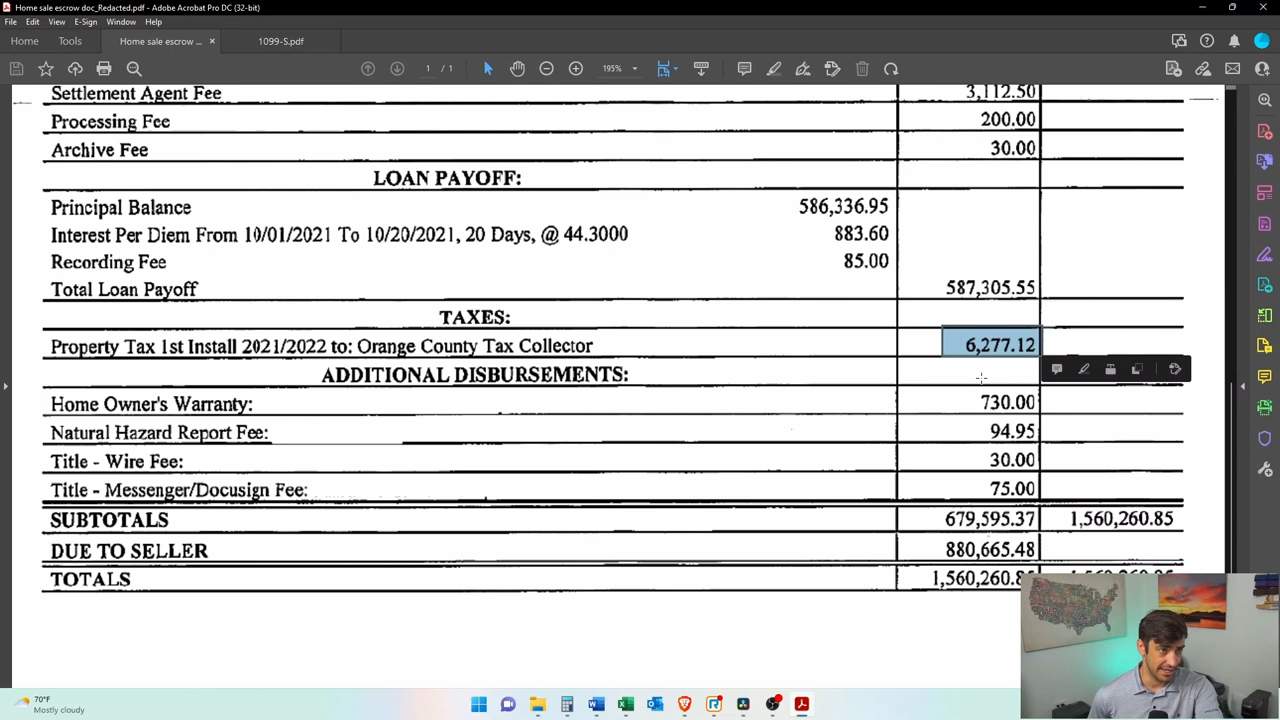 Home sale escrow doc_Redacted.pdf - Adobe Acrobat Pro DC (32-bit)
File Edit View E-Sign Window Help
Home Tools Home sale escrow ... × 1099-S.pdf
1 / 1 195%
Settlement Agent Fee 3,112.50
Processing Fee 200.00
Archive Fee 30.00
LOAN PAYOFF:
Principal Balance 586,336.95
Interest Per Diem From 10/01/2021 To 10/20/2021, 20 Days, @ 44.3000 883.60
Recording Fee 85.00
Total Loan Payoff 587,305.55
TAXES:
Property Tax 1st Install 2021/2022 to: Orange County Tax Collector 6,277.12
ADDITIONAL DISBURSEMENTS:
Home Owner's Warranty: 730.00
Natural Hazard Report Fee: 94.95
Title - Wire Fee: 30.00
Title - Messenger/Docusign Fee: 75.00
SUBTOTALS 679,595.37 1,560,260.85
DUE TO SELLER 880,665.48
TOTALS 1,560,260.85
70°F
Mostly cloudy